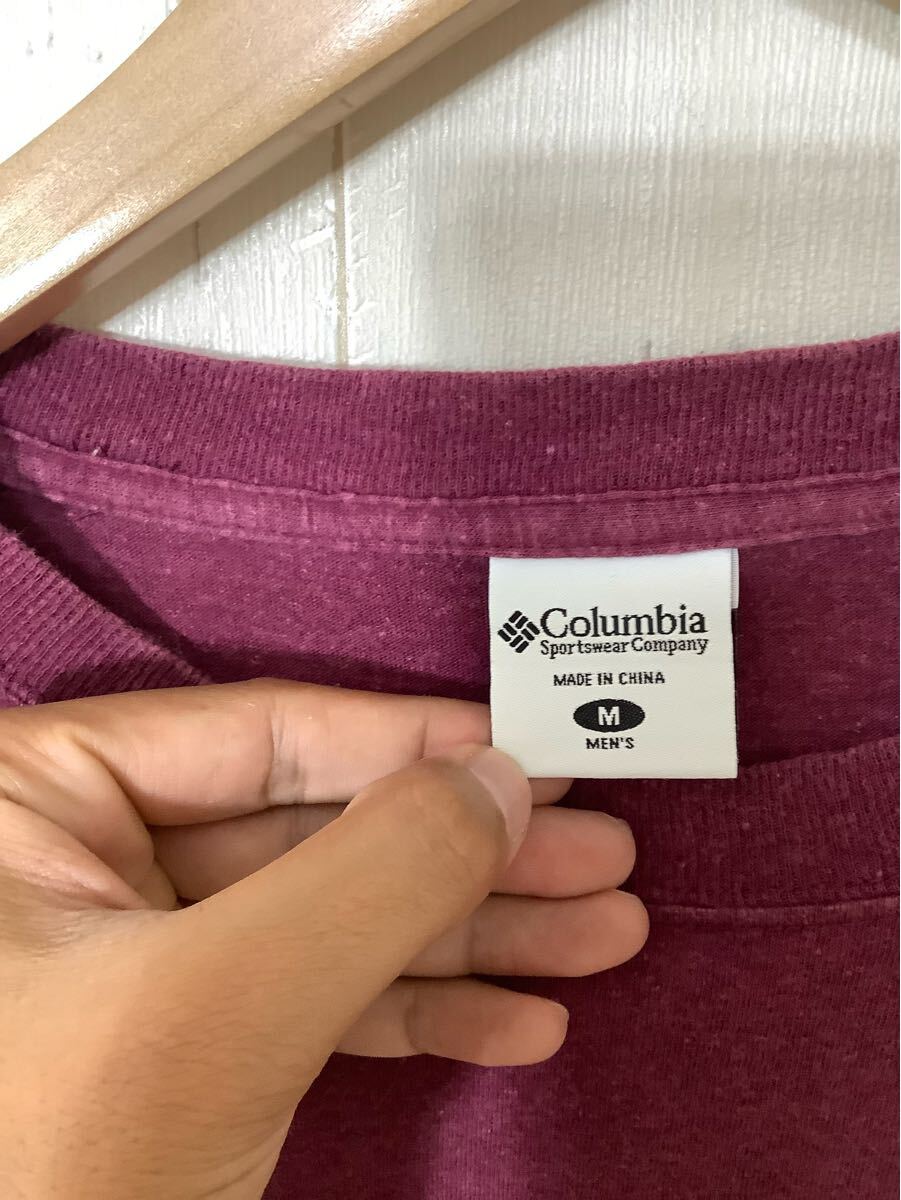 Columbia
Sportswear Company
MADE IN CHINA
M
MEN'S